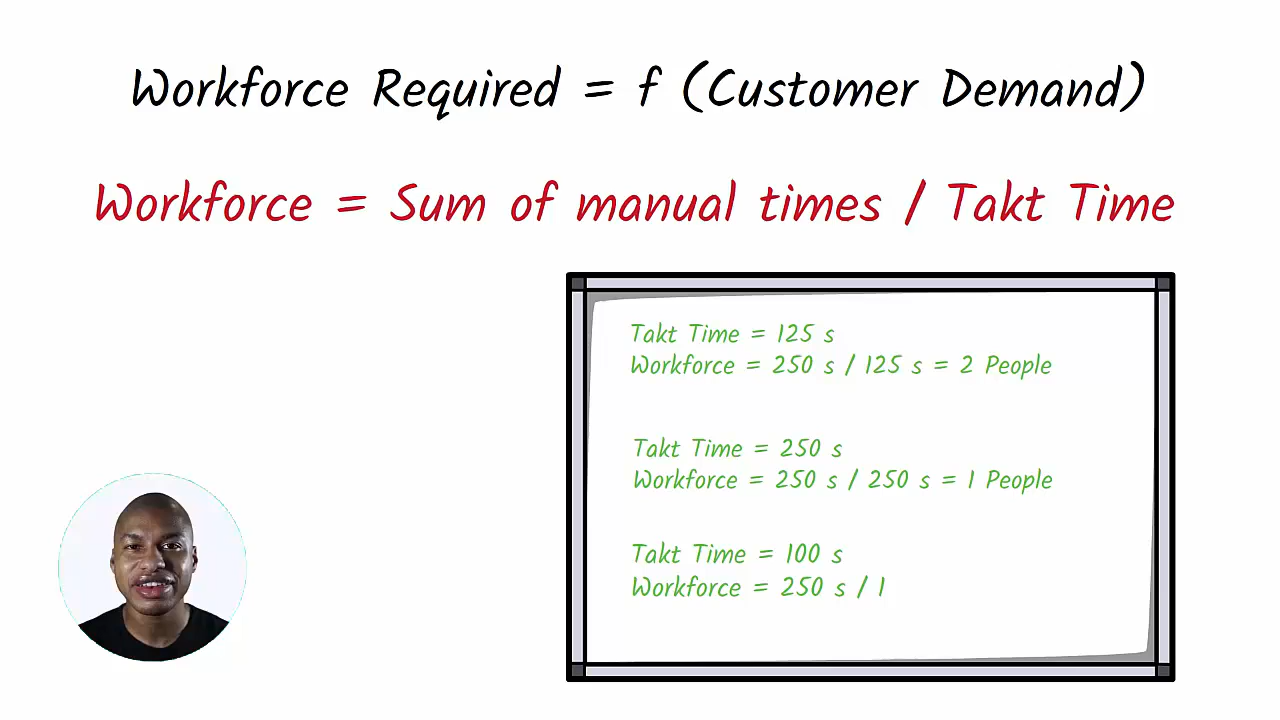 Workforce Required = f (Customer Demand)
Workforce = Sum of manual times / Takt Time
Takt Time = 125 s
Workforce = 250 s / 125 s = 2 People
Takt Time = 250 s
Workforce = 250 s / 250 s = 1 People
Takt Time = 100 s
Workforce = 250 s / 1